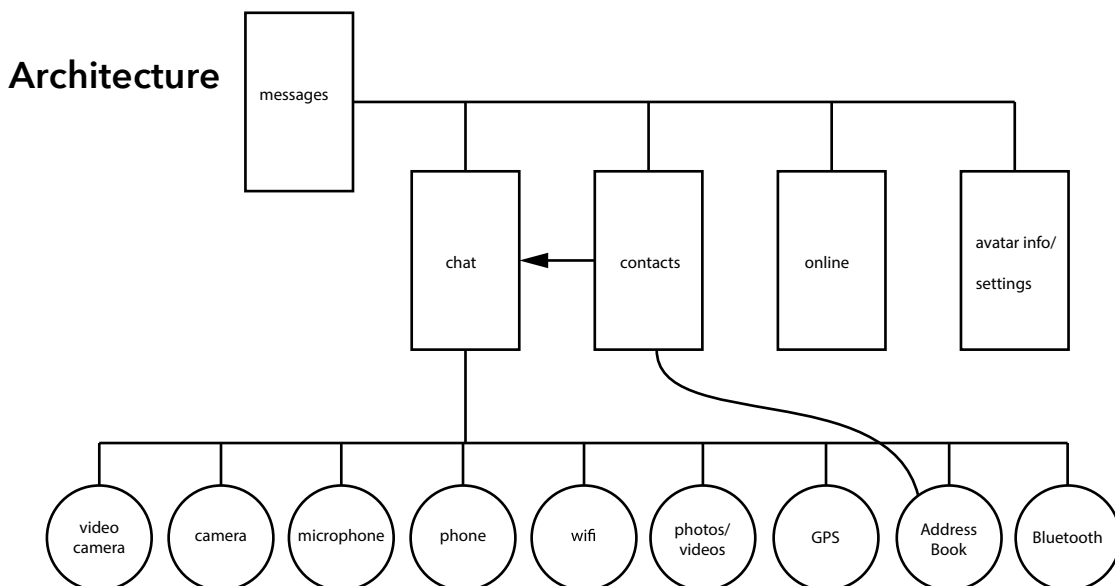 Architecture
messages
chat
contacts
online
avatar info/
settings
video
camera
camera
microphone
phone
wifi
photos/
videos
GPS
Address
Book
Bluetooth